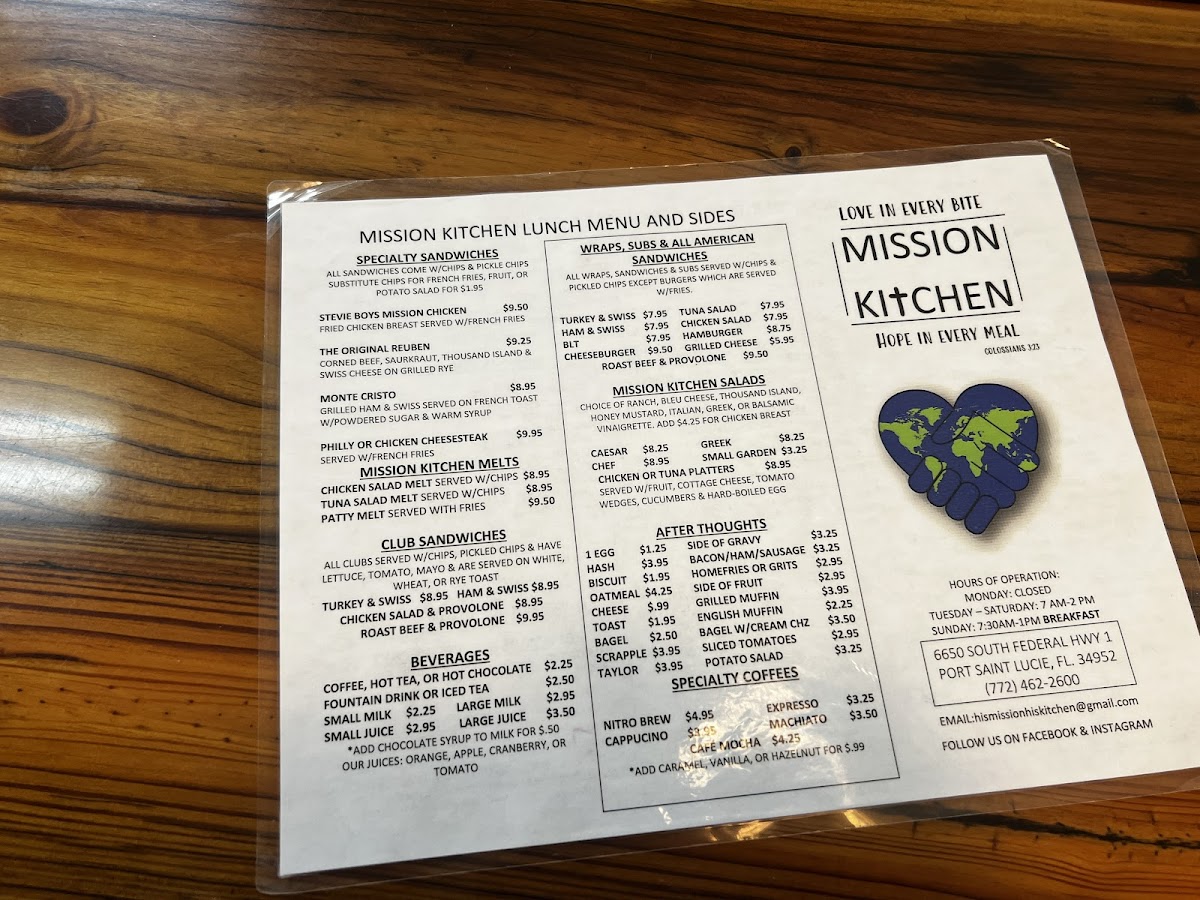 MISSION KITCHEN LUNCH MENU AND SIDES
SPECIALTY SANDWICHES
ALL SANDWICHES COME W/CHIPS & PICKLE CHIPS
SUBSTITUTE CHIPS FOR FRENCH FRIES, FRUIT, OR
POTATO SALAD FOR $1.95
STEVIE BOYS MISSION CHICKEN $9.50
FRIED CHICKEN BREAST SERVED W/FRENCH FRIES
THE ORIGINAL REUBEN $9.25
CORNED BEEF, SAURKRAUT, THOUSAND ISLAND &
SWISS CHEESE ON GRILLED RYE
MONTE CRISTO $8.95
GRILLED HAM & SWISS SERVED ON FRENCH TOAST
W/POWDERED SUGAR & WARM SYRUP
PHILLY OR CHICKEN CHEESESTEAK $9.95
SERVED W/FRENCH FRIES
MISSION KITCHEN MELTS
CHICKEN SALAD MELT SERVED W/CHIPS $8.95
TUNA SALAD MELT SERVED W/CHIPS $8.95
PATTY MELT SERVED WITH FRIES $9.50
CLUB SANDWICHES
ALL CLUBS SERVED W/CHIPS, PICKLED CHIPS & HAVE
LETTUCE, TOMATO, MAYO & ARE SERVED ON WHITE,
WHEAT, OR RYE TOAST
TURKEY & SWISS $8.95 HAM & SWISS $8.95
CHICKEN SALAD & PROVOLONE $8.95
ROAST BEEF & PROVOLONE $9.95
BEVERAGES
COFFEE, HOT TEA, OR HOT CHOCOLATE $2.25
FOUNTAIN DRINK OR ICED TEA $2.50
SMALL MILK $2.25 LARGE MILK $2.95
SMALL JUICE $2.95 LARGE JUICE $3.50
*ADD CHOCOLATE SYRUP TO MILK FOR $.50
OUR JUICES: ORANGE, APPLE, CRANBERRY, OR
TOMATO
WRAPS, SUBS & ALL AMERICAN
SANDWICHES
ALL WRAPS, SANDWICHES & SUBS SERVED W/CHIPS &
PICKLED CHIPS EXCEPT BURGERS WHICH ARE SERVED
W/FRIES.
TURKEY & SWISS $7.95 TUNA SALAD $7.95
HAM & SWISS $7.95 CHICKEN SALAD $7.95
BLT $7.95 HAMBURGER $8.75
CHEESEBURGER $9.50 GRILLED CHEESE $5.95
ROAST BEEF & PROVOLONE $9.50
MISSION KITCHEN SALADS
CHOICE OF RANCH, BLEU CHEESE, THOUSAND ISLAND,
HONEY MUSTARD, ITALIAN, GREEK, OR BALSAMIC
VINAIGRETTE. ADD $4.25 FOR CHICKEN BREAST
CAESAR $8.25 GREEK $8.25
CHEF $8.95 SMALL GARDEN $3.25
CHICKEN OR TUNA PLATTERS $8.95
SERVED W/FRUIT, COTTAGE CHEESE, TOMATO
WEDGES, CUCUMBERS & HARD-BOILED EGG
AFTER THOUGHTS
1 EGG $1.25 SIDE OF GRAVY $3.25
HASH $3.95 BACON/HAM/SAUSAGE $3.25
BISCUIT $1.95 HOMEFRIES OR GRITS $2.95
OATMEAL $4.25 SIDE OF FRUIT $2.95
CHEESE $.99 GRILLED MUFFIN $3.95
TOAST $1.95 ENGLISH MUFFIN $2.25
BAGEL $2.50 BAGEL W/CREAM CHZ $3.50
SCRAPPLE $3.95 SLICED TOMATOES $2.95
TAYLOR $3.95 POTATO SALAD $3.25
SPECIALTY COFFEES
NITRO BREW $4.95 EXPRESSO $3.25
CAPPUCINO $3.95 MACHIATO $3.50
CAFE MOCHA $4.25
*ADD CARAMEL, VANILLA, OR HAZELNUT FOR $.99
LOVE IN EVERY BITE
MISSION
KITCHEN
HOPE IN EVERY MEAL
COLOSSIANS 3:23
HOURS OF OPERATION:
MONDAY: CLOSED
TUESDAY – SATURDAY: 7 AM-2 PM
SUNDAY: 7:30AM-1PM BREAKFAST
6650 SOUTH FEDERAL HWY 1
PORT SAINT LUCIE, FL. 34952
(772) 462-2600
EMAIL:hismissionhiskitchen@gmail.com
FOLLOW US ON FACEBOOK & INSTAGRAM